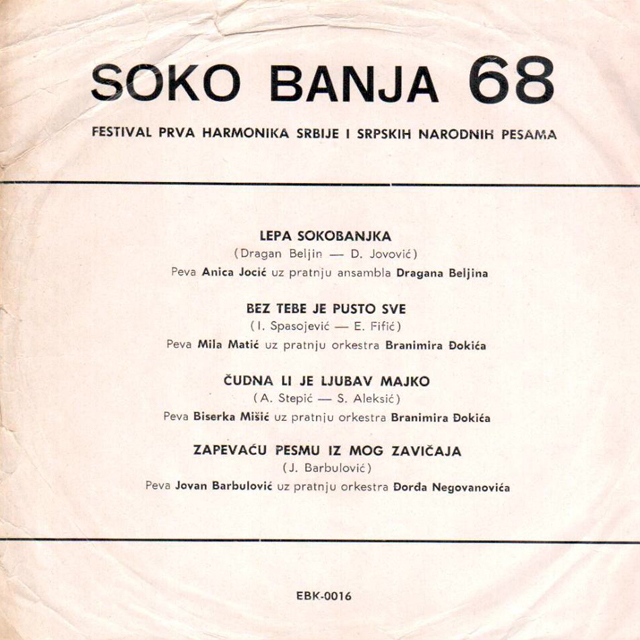 SOKO BANJA 68
FESTIVAL PRVA HARMONIKA SRBIJE I SRPSKIH NARODNIH PESAMA
LEPA SOKOBANJKA
(Dragan Beljin — D. Jovović)
Peva Anica Jocić uz pratnju ansambla Dragana Beljina
BEZ TEBE JE PUSTO SVE
(I. Spasojević — E. Fifić)
Peva Mila Matić uz pratnju orkestra Branimira Đokića
ČUDNA LI JE LJUBAV MAJKO
(A. Stepić — S. Aleksić)
Peva Biserka Mišić uz pratnju orkestra Branimira Đokića
ZAPEVAĆU PESMU IZ MOG ZAVIČAJA
(J. Barbulović)
Peva Jovan Barbulović uz pratnju orkestra Đorđa Negovanovića
EBK-0016